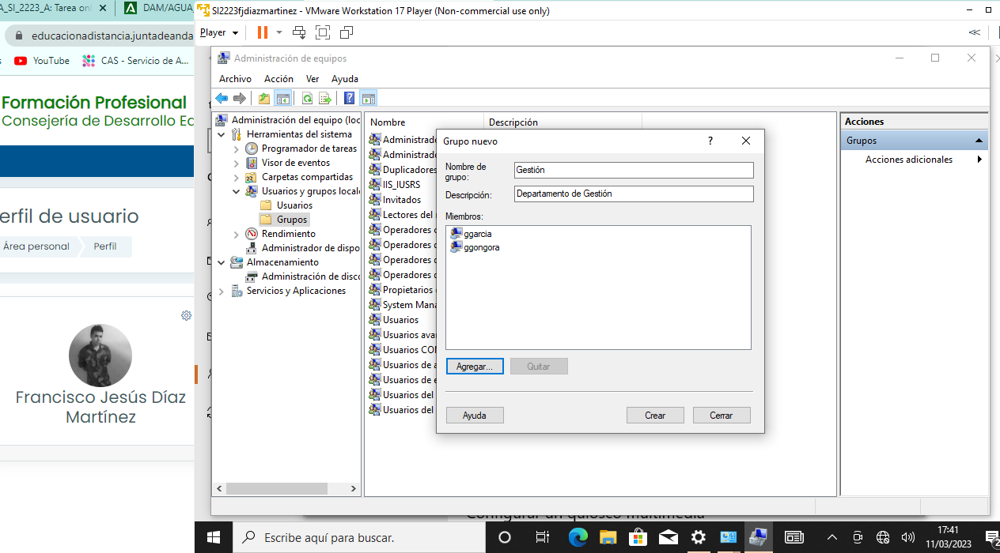 A_SI_2223_A: Tarea on
DAM/AGUA
SI2223fjdiazmartinez - VMware Workstation 17 Player (Non-commercial use only)
educacionadistancia.juntadeanda
Player
YouTube
CAS - Servicio de A...
Administración de equipos
Archivo Acción Ver Ayuda
Formación Profesional
Consejería de Desarrollo Ec
erfil de usuario
Área personal
Perfil
Francisco Jesús Díaz
Martínez
Administración del equipo (loc
Herramientas del sistema
Programador de tareas
Visor de eventos
Carpetas compartidas
Usuarios y grupos locale
Usuarios
Grupos
Rendimiento
Administrador de dispo
Almacenamiento
Administración de disco
Servicios y Aplicaciones
Nombre
Descripción
Administrado
Administrado
Duplicadores
IIS_IUSRS
Invitados
Lectores del
Operadores
Operadores
Operadores
Operadores
Propietarios
System Mana
Usuarios
Usuarios ava
Usuarios CO
Usuarios de a
Usuarios de e
Usuarios del
Usuarios del
Grupo nuevo
?
Nombre de
grupo:
Gestión
Descripción:
Departamento de Gestión
Miembros:
ggarcia
ggongora
Agregar...
Quitar
Ayuda
Crear
Cerrar
Acciones
Grupos
Acciones adicionales
Configurar un quiosco multimedia
Escribe aquí para buscar.
17:41
11/03/2023
2